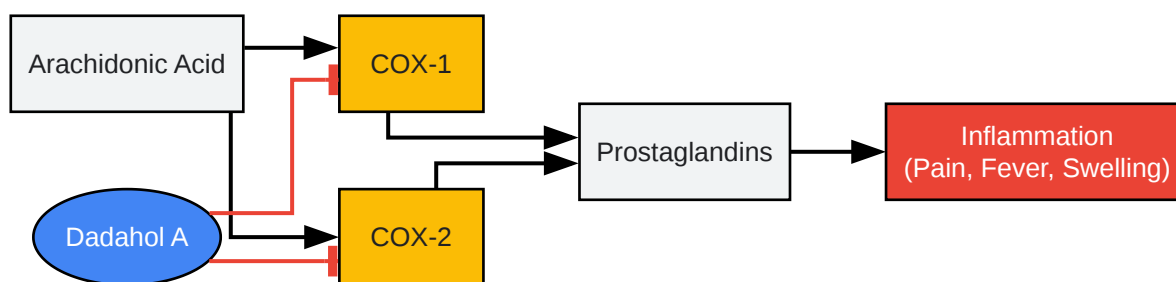 Arachidonic Acid
COX-1
Prostaglandins
Inflammation
(Pain, Fever, Swelling)
Dadahol A
COX-2